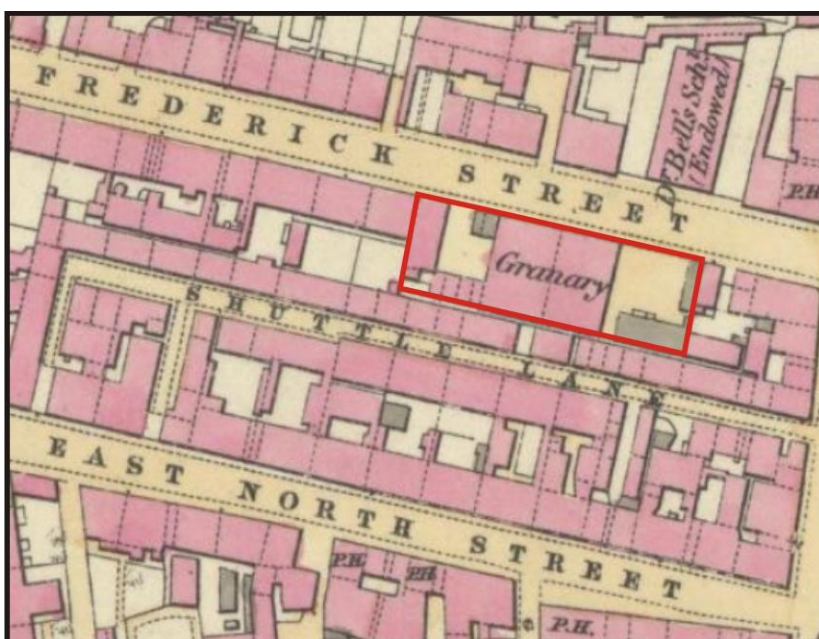 FREDERICK STREET
Dr. Bell's Sch.
(Endowed)
P.H.
Granary
SHUTTLE LANE
EAST NORTH STREET
P.H.
P.H.
P.H.